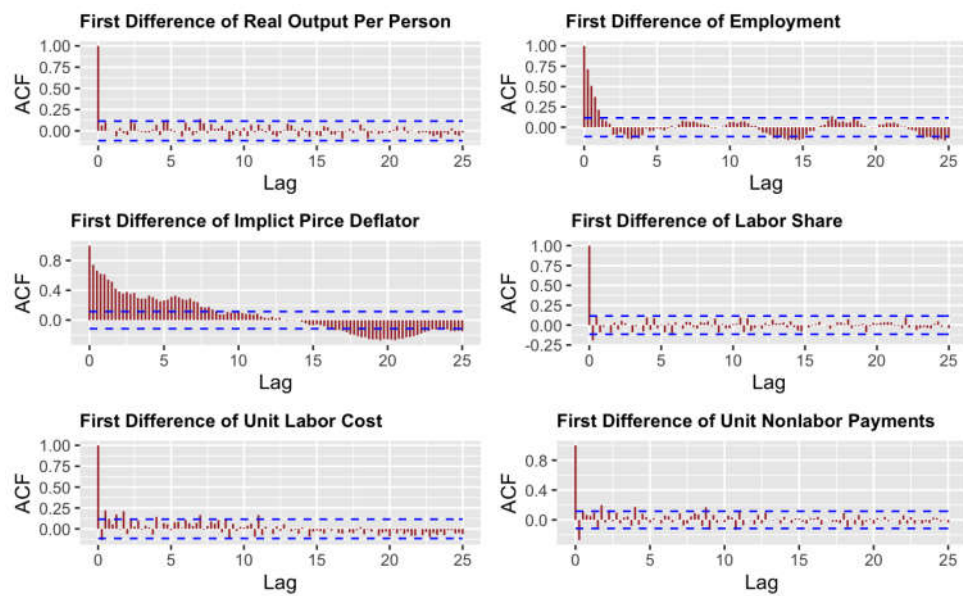 First Difference of Real Output Per Person
1.00
0.75
0.50
0.25
0.00
ACF
0 5 10 15 20 25
Lag
First Difference of Employment
1.00
0.75
0.50
0.25
0.00
ACF
0 5 10 15 20 25
Lag
First Difference of Implict Pirce Deflator
0.8
0.4
0.0
ACF
0 5 10 15 20 25
Lag
First Difference of Labor Share
1.00
0.75
0.50
0.25
0.00
-0.25
ACF
0 5 10 15 20 25
Lag
First Difference of Unit Labor Cost
1.00
0.75
0.50
0.25
0.00
ACF
0 5 10 15 20 25
Lag
First Difference of Unit Nonlabor Payments
0.8
0.4
0.0
ACF
0 5 10 15 20 25
Lag